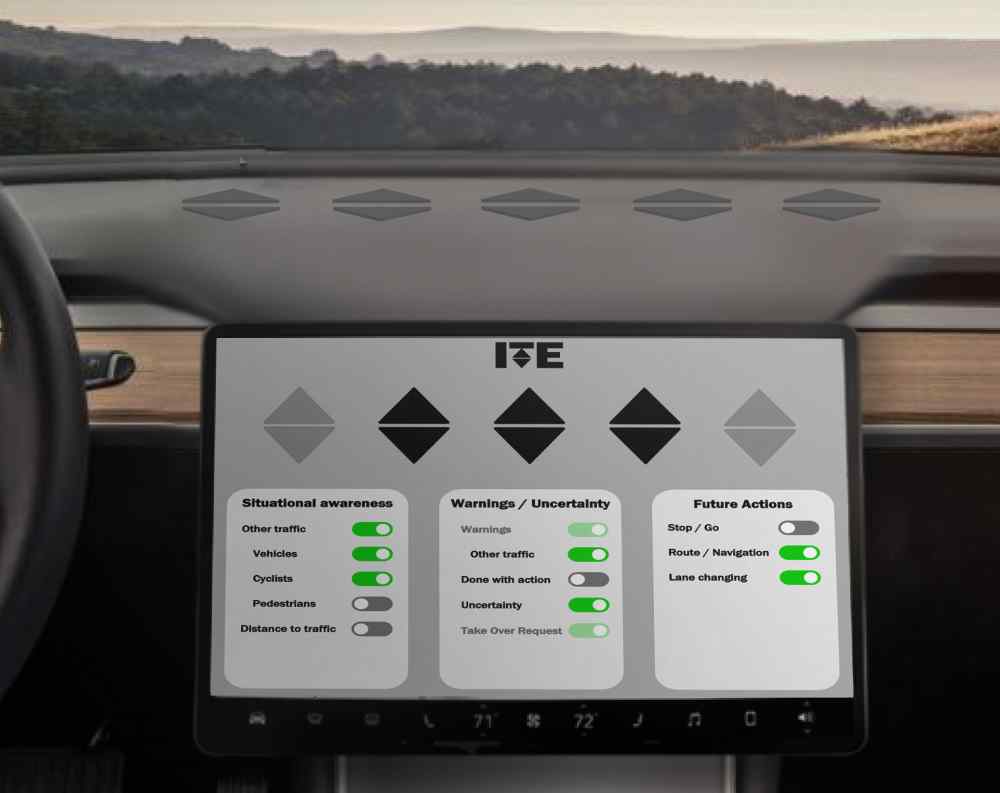 ITE
Situational awareness
Other traffic
Vehicles
Cyclists
Pedestrians
Distance to traffic
Warnings / Uncertainty
Warnings
Other traffic
Done with action
Uncertainty
Take Over Request
Future Actions
Stop / Go
Route / Navigation
Lane changing
71°
72°